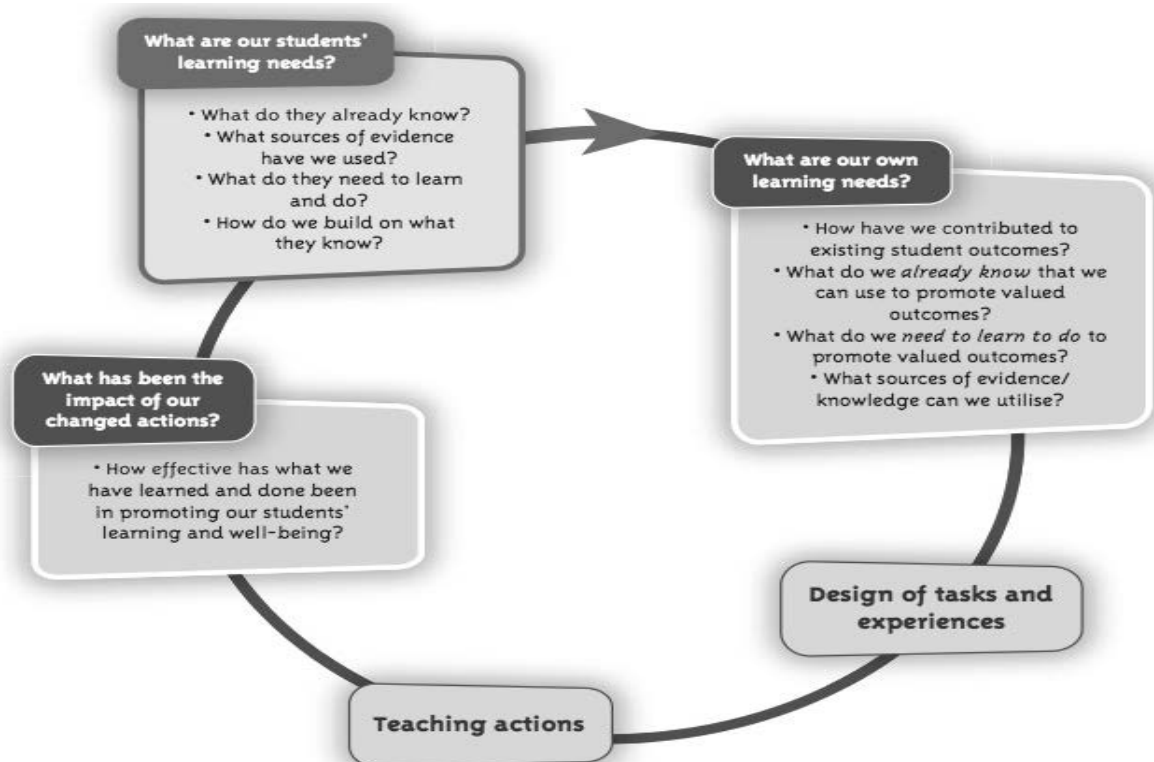 What are our students'
learning needs?
• What do they already know?
• What sources of evidence
have we used?
• What do they need to learn
and do?
• How do we build on what
they know?
What are our own
learning needs?
• How have we contributed to
existing student outcomes?
• What do we already know that we
can use to promote valued
outcomes?
• What do we need to learn to do to
promote valued outcomes?
• What sources of evidence/
knowledge can we utilise?
Design of tasks and
experiences
Teaching actions
What has been the
impact of our
changed actions?
• How effective has what we
have learned and done been
in promoting our students'
learning and well-being?